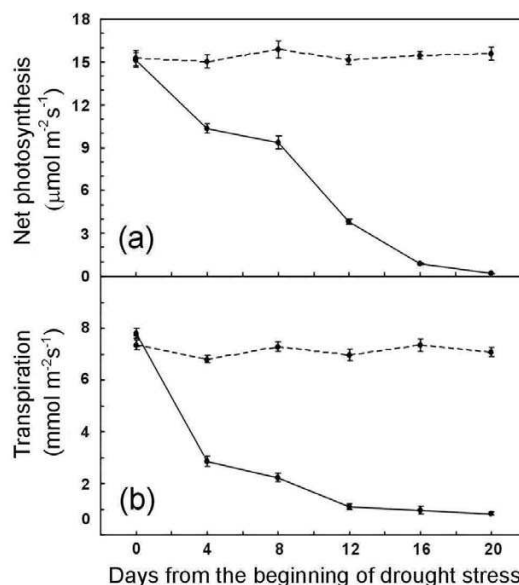 18
15
12
9
6
3
0
Net photosynthesis
(μmol m-2s-1)
(a)
8
6
4
2
0
Transpiration
(mmol m-2s-1)
(b)
0 4 8 12 16 20
Days from the beginning of drought stress